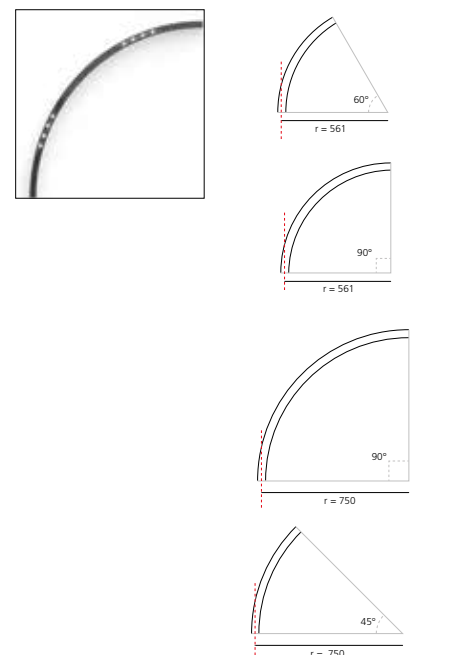 60°
r = 561
90°
r = 561
90°
r = 750
45°
r = 750